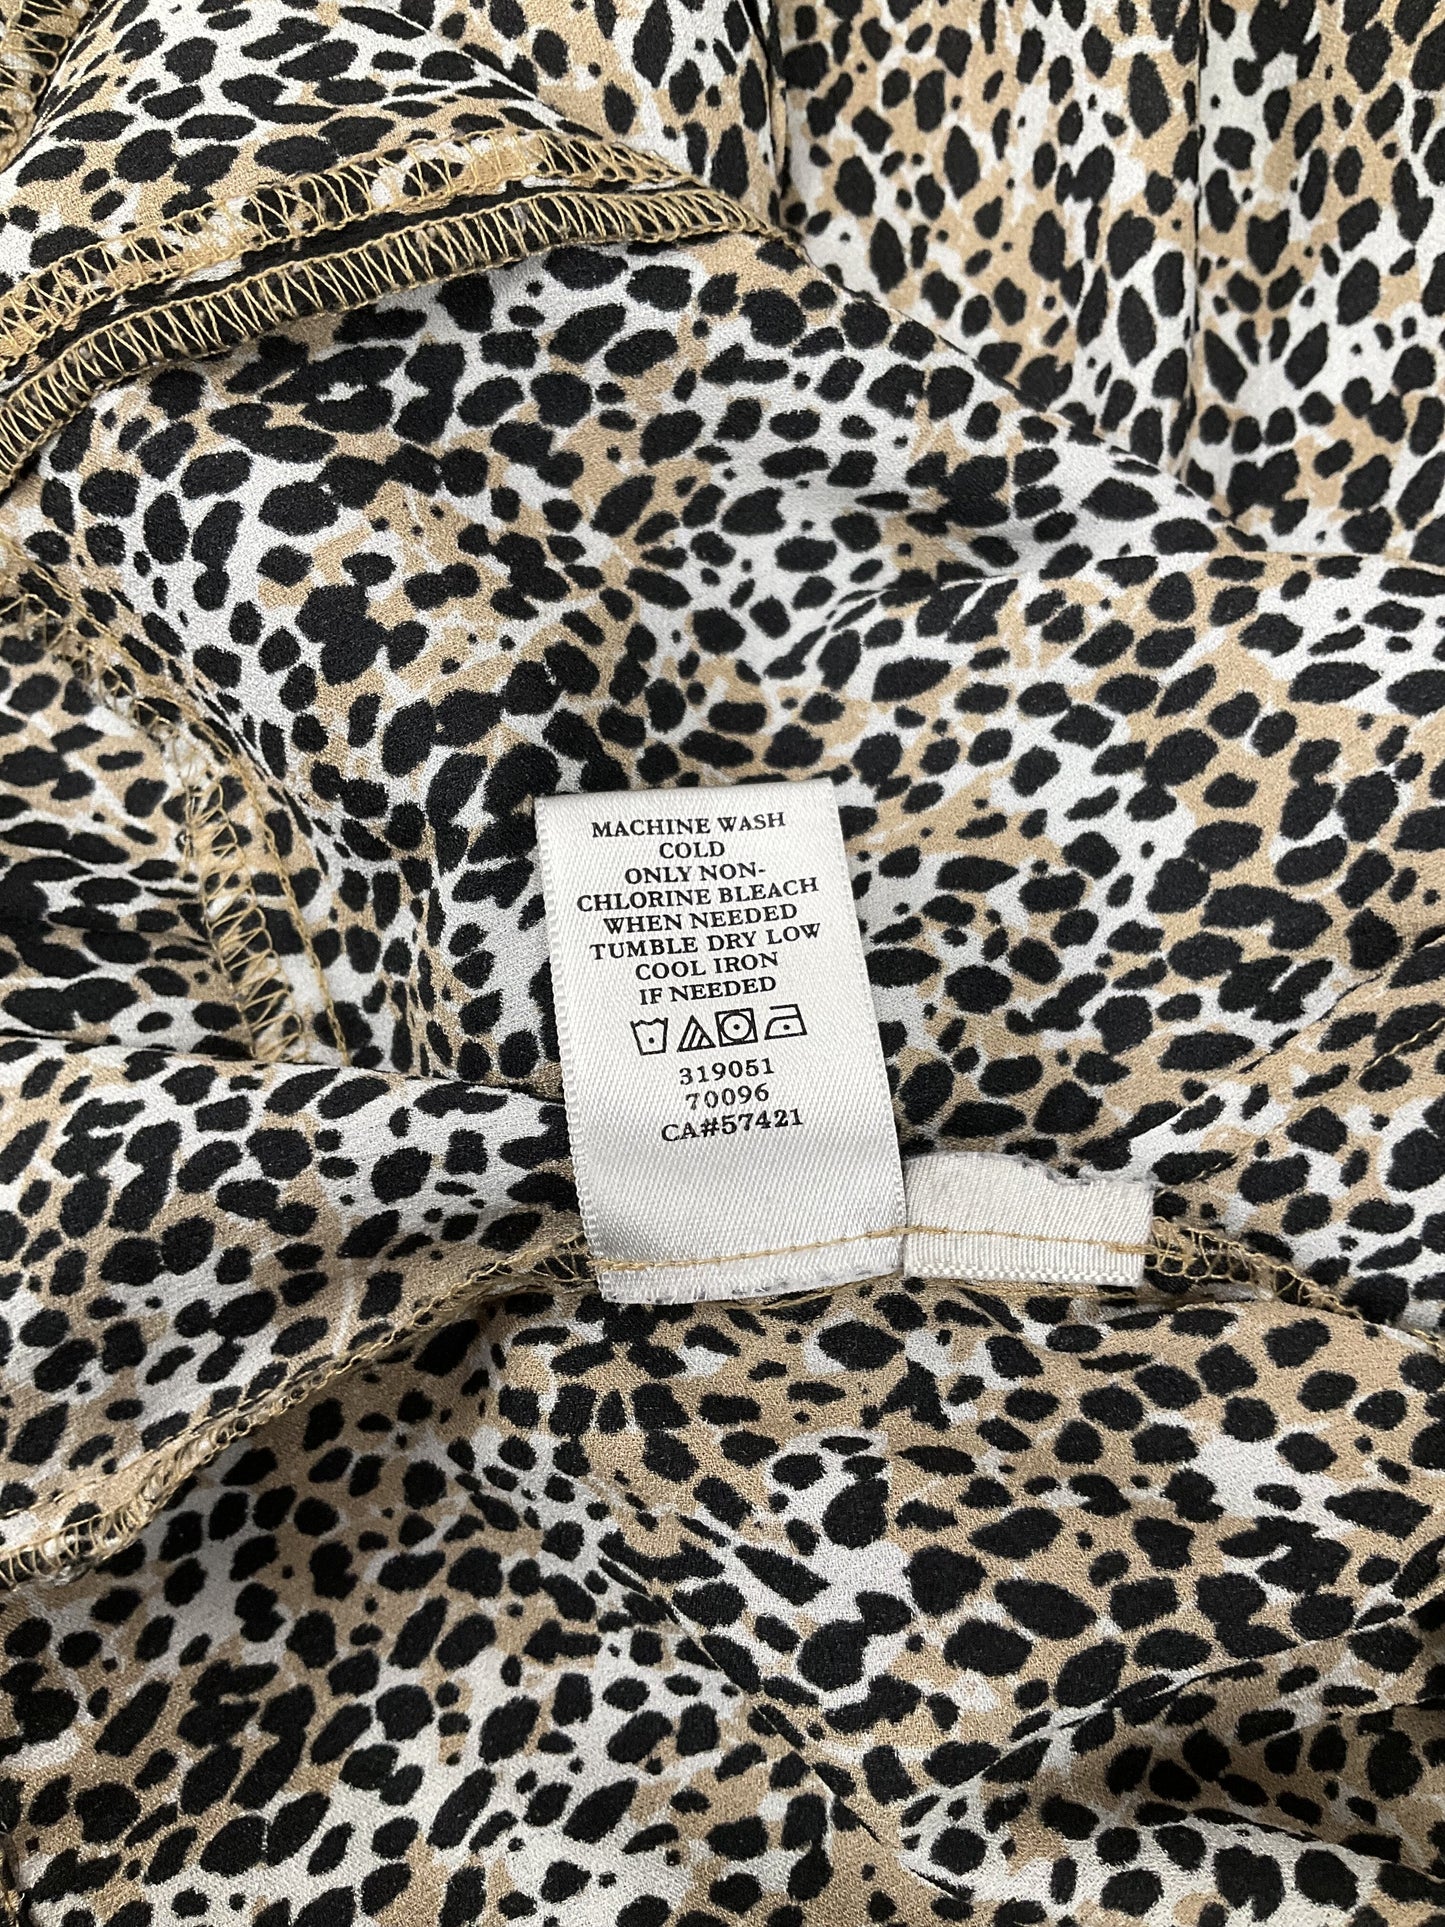 MACHINE WASH
COLD
ONLY NON-
CHLORINE BLEACH
WHEN NEEDED
TUMBLE DRY LOW
COOL IRON
IF NEEDED
319051
70096
CA#57421